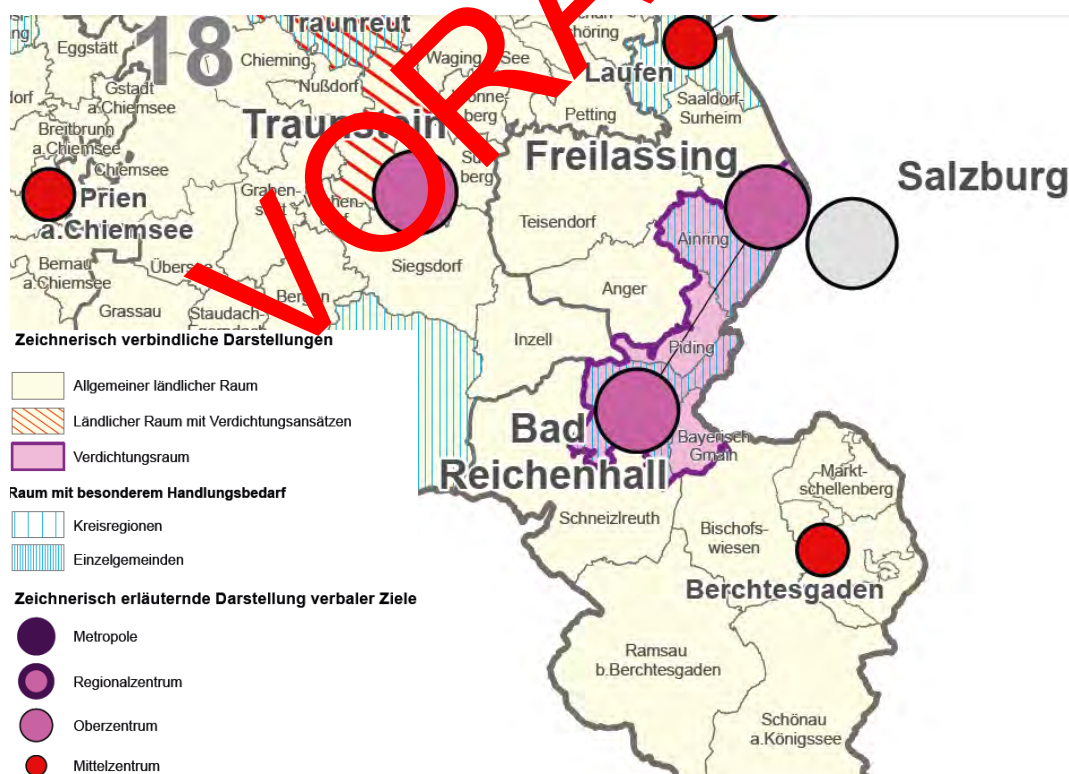 Traunreut
18
Eggstätt
Chieming
Waging
See
Laufen
Nußdorf
Gstadt
a.Chiemsee
Saaldorf-
Surheim
Petting
Breitbrunn
a.Chiemsee
Chiemsee
Traunstein
Freilassing
Salzburg
Prien
a.Chiemsee
Teisendorf
Ainring
Siegsdorf
Bernau
a.Chiemsee
Anger
Bergen
Grassau
Staudach-
Inzell
Piding
VORA
Bad
Reichenhall
Bayerisch
Gmain
Markt-
schellenberg
Schneizlreuth
Bischofs-
wiesen
Berchtesgaden
Ramsau
b.Berchtesgaden
Schönau
a.Königssee
Zeichnerisch verbindliche Darstellungen
Allgemeiner ländlicher Raum
Ländlicher Raum mit Verdichtungsansätzen
Verdichtungsraum
Raum mit besonderem Handlungsbedarf
Kreisregionen
Einzelgemeinden
Zeichnerisch erläuternde Darstellung verbaler Ziele
Metropole
Regionalzentrum
Oberzentrum
Mittelzentrum